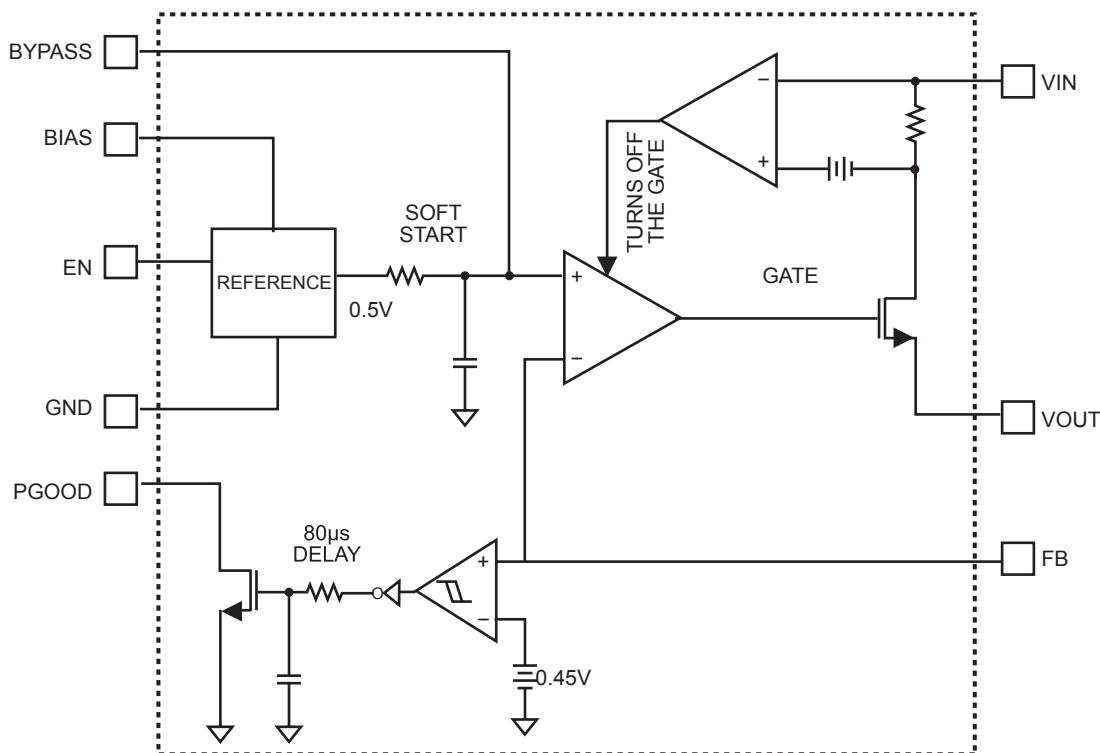 BYPASS
BIAS
EN
GND
PGOOD
REFERENCE
SOFT
START
0.5V
+
−
TURNS OFF
THE GATE
−
+
GATE
VIN
VOUT
FB
80µs
DELAY
+
−
0.45V